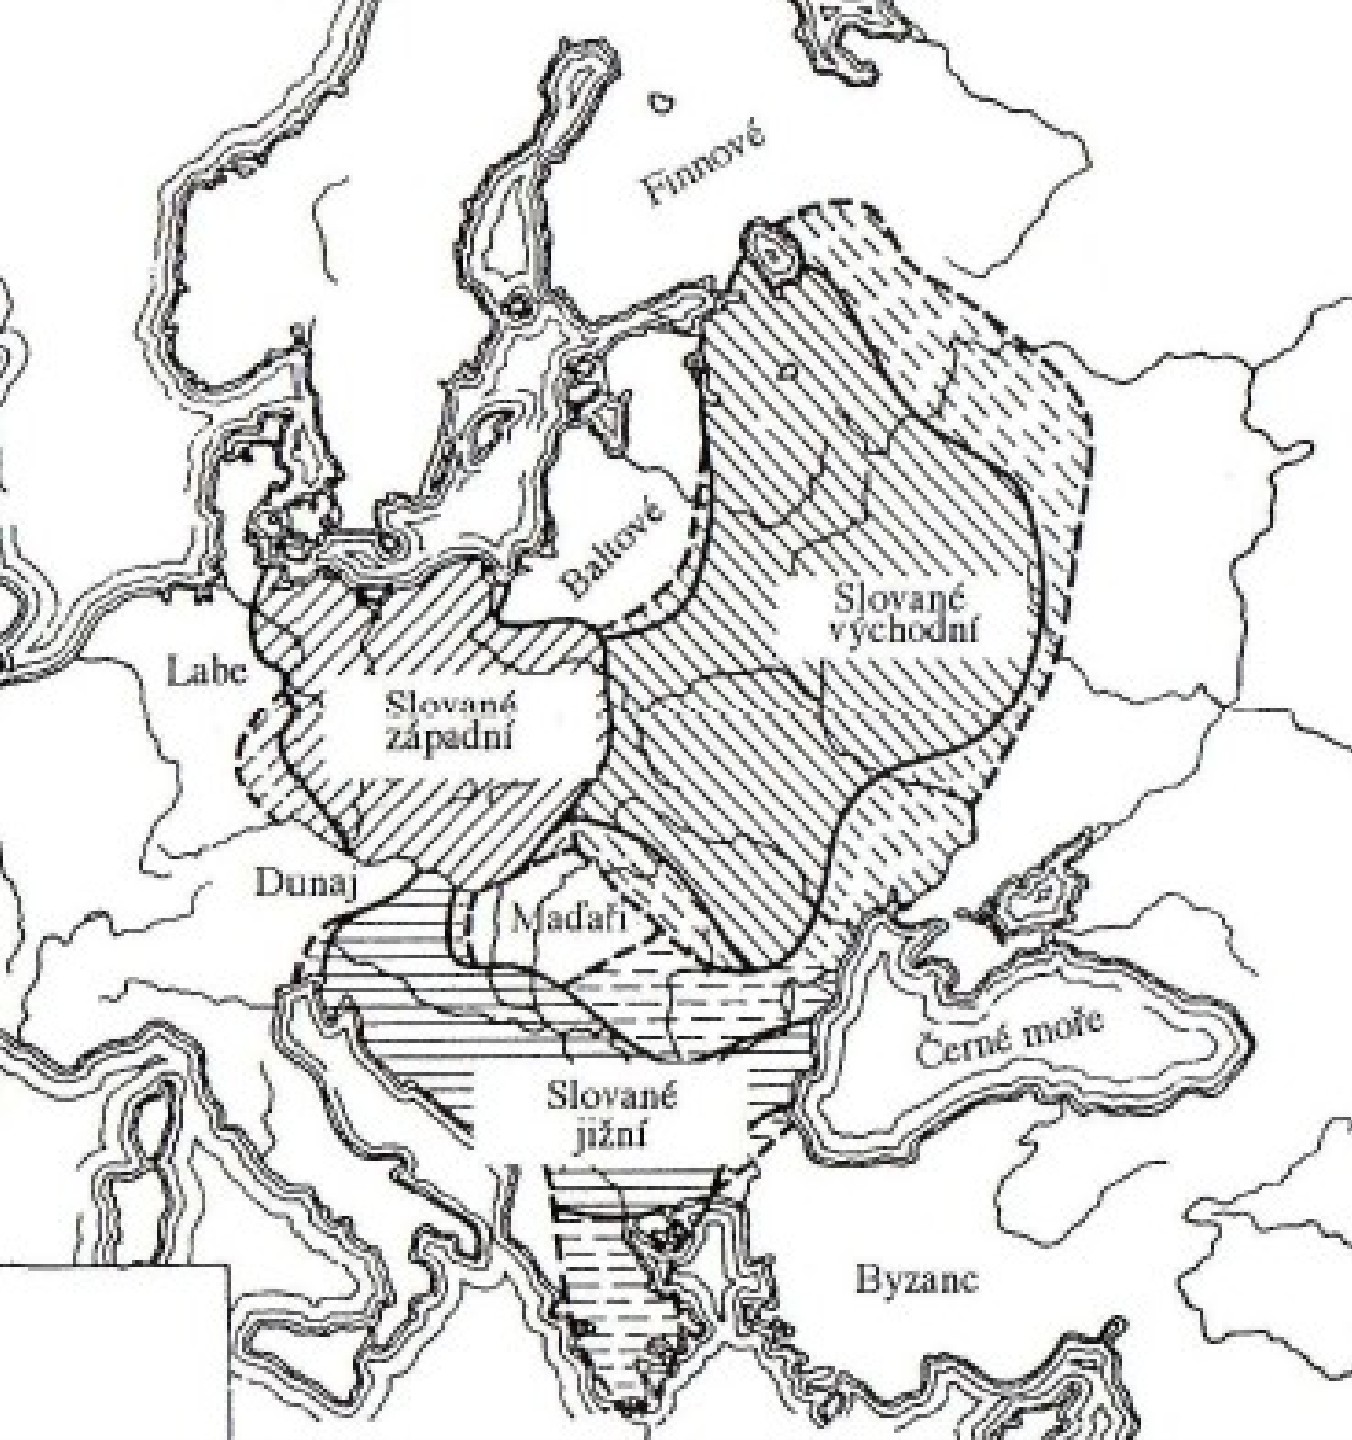 Finnové
Baltové
Slované
východní
Labe
Slované
západní
Dunaj
Maďaři
Černé moře
Slované
jižní
Byzanc